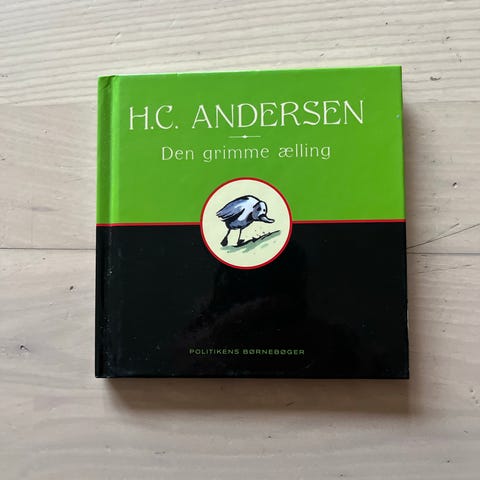 H.C. ANDERSEN
Den grimme ælling
POLITIKENS BØRNEBØGER